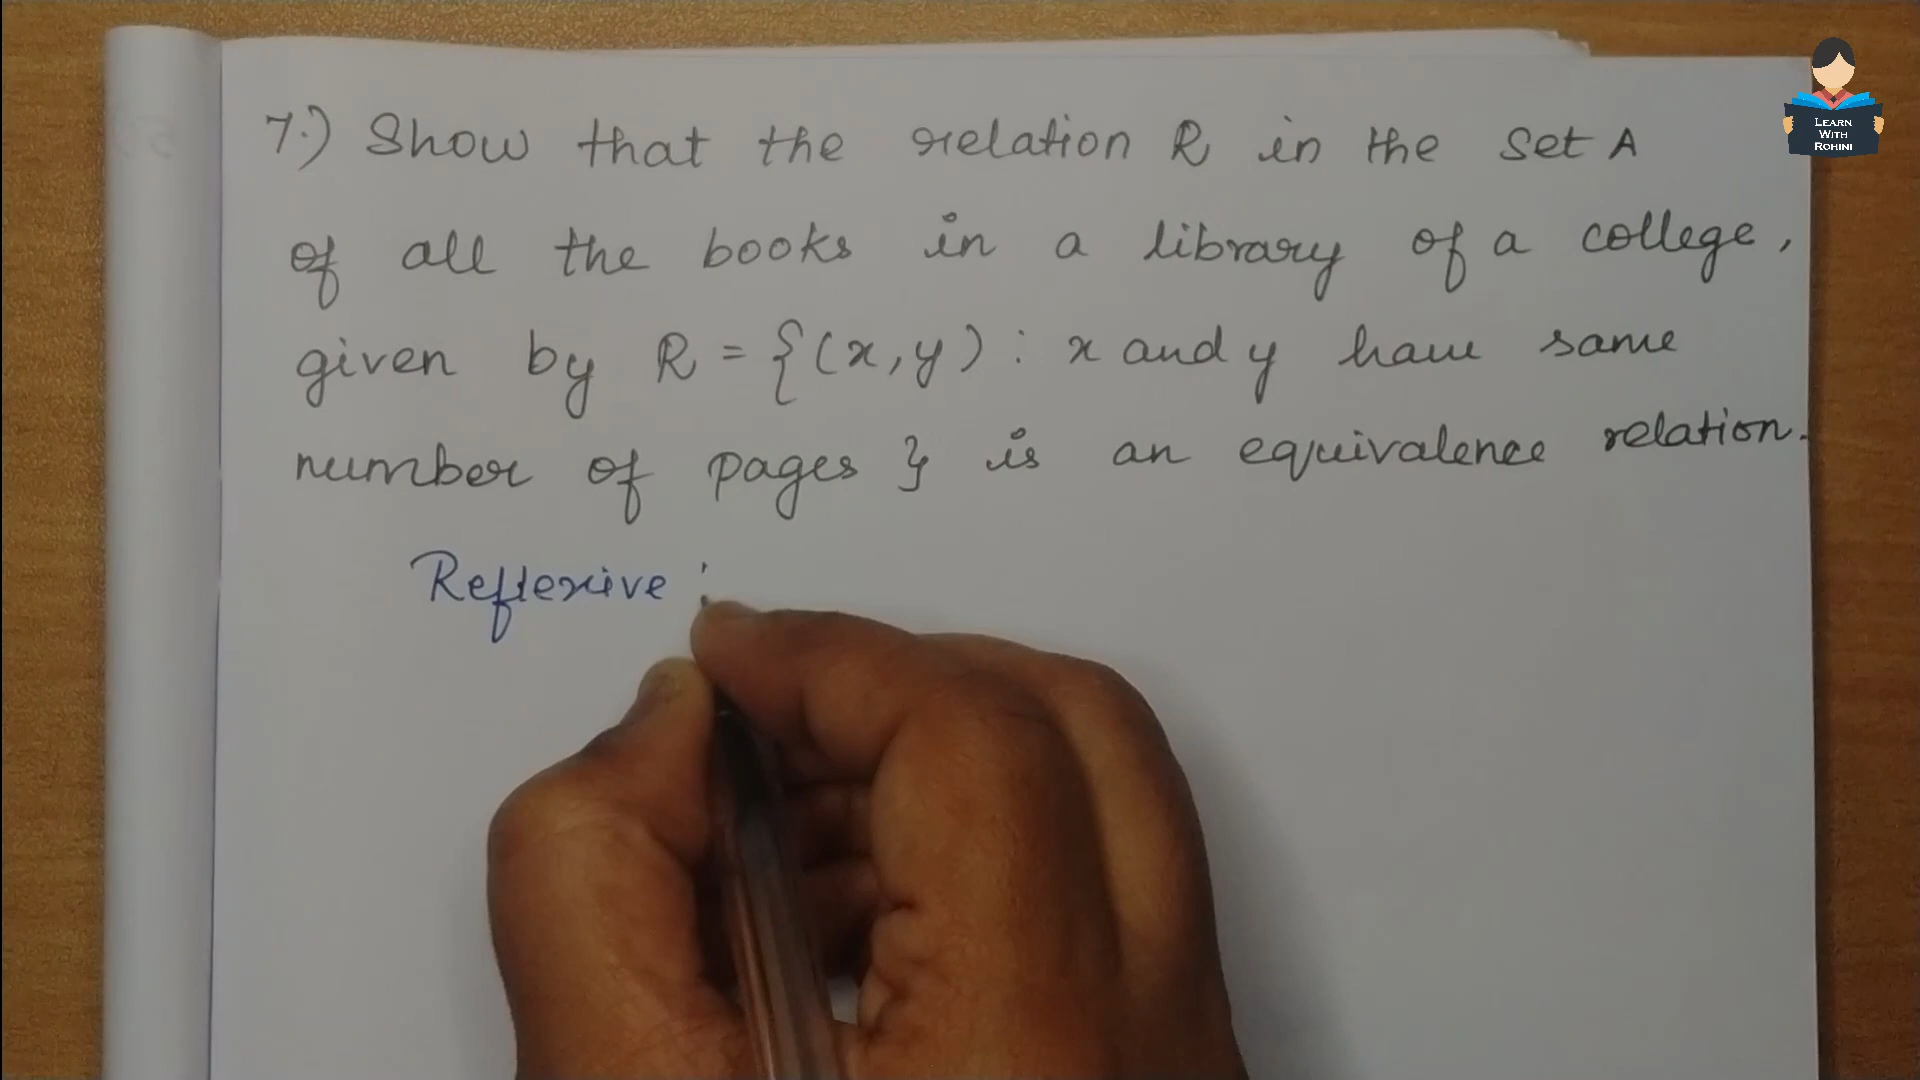 7.) Show that the relation R in the Set A
of all the books in a library of a college,
given by R = {(x,y) : x and y have same
number of pages } is an equivalence relation.
Reflexive :
LEARN
WITH
ROHINI